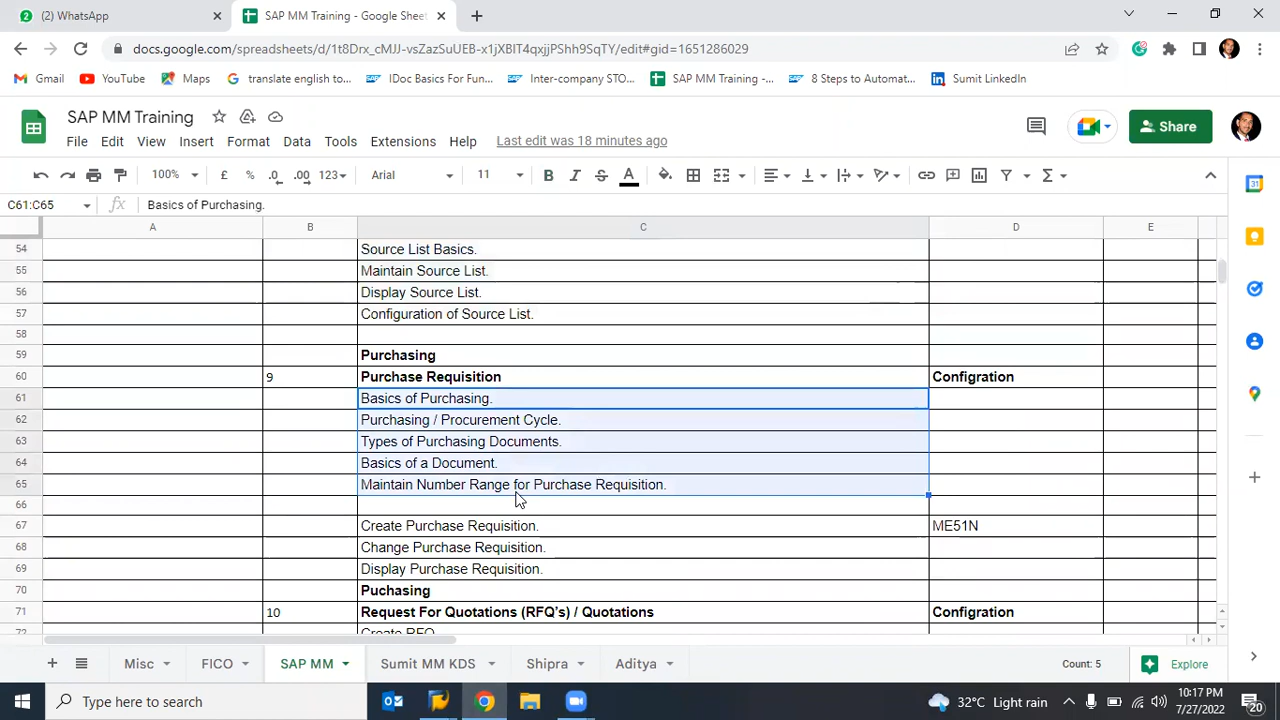 (2) WhatsApp
SAP MM Training - Google Sheet
docs.google.com/spreadsheets/d/1t8Drx_cMJJ-vsZazSuUEB-x1jXBIT4qxjjPShh9SqTY/edit#gid=1651286029
Gmail YouTube Maps translate english to... IDoc Basics For Fun... Inter-company STO... SAP MM Training -... 8 Steps to Automat... Sumit LinkedIn
SAP MM Training
File Edit View Insert Format Data Tools Extensions Help Last edit was 18 minutes ago
Share
100% £ % .0 .00 123 Arial 11 B I S A
C61:C65 fx Basics of Purchasing.
A B C D E
54 Source List Basics.
55 Maintain Source List.
56 Display Source List.
57 Configuration of Source List.
58
59 Purchasing
60 9 Purchase Requisition Configration
61 Basics of Purchasing.
62 Purchasing / Procurement Cycle.
63 Types of Purchasing Documents.
64 Basics of a Document.
65 Maintain Number Range for Purchase Requisition.
66
67 Create Purchase Requisition. ME51N
68 Change Purchase Requisition.
69 Display Purchase Requisition.
70 Puchasing
71 10 Request For Quotations (RFQ's) / Quotations Configration
72 Create RFQ
Misc FICO SAP MM Sumit MM KDS Shipra Aditya Count: 5 Explore
Type here to search
32°C Light rain
10:17 PM
7/27/2022
20